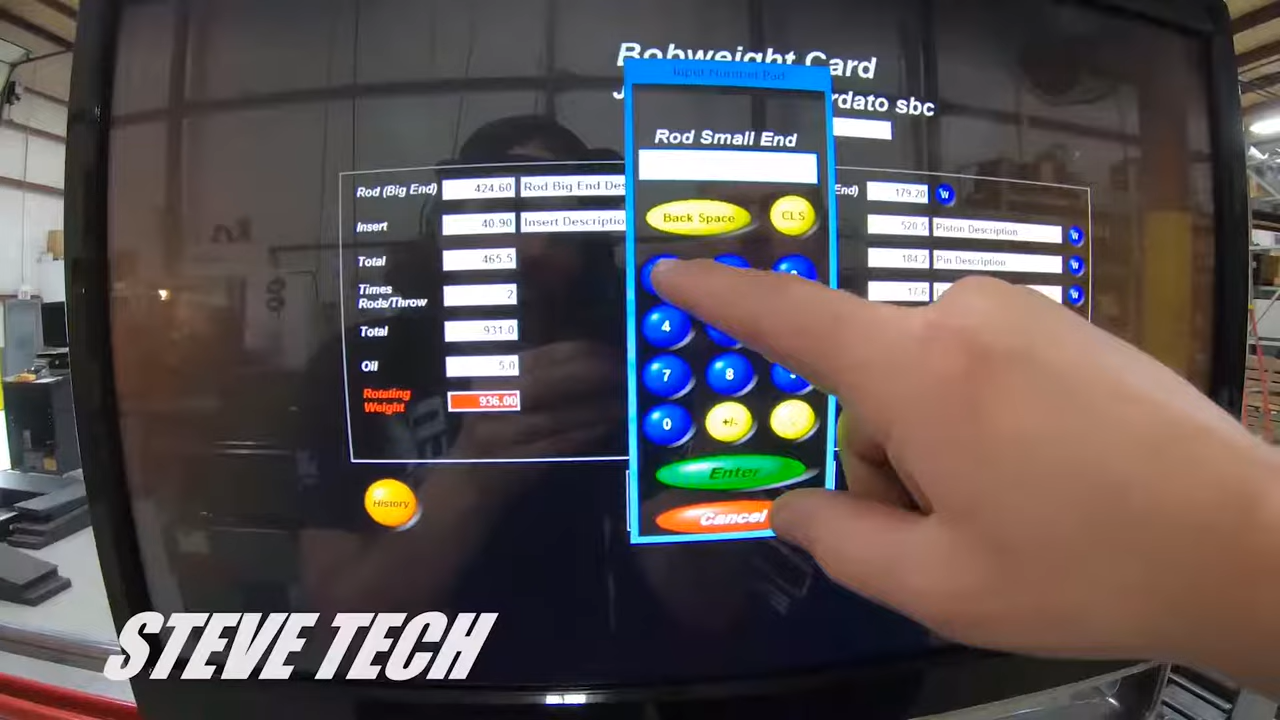 Bobweight Card
Input Number Pad
rdato sbc
Rod Small End
Rod (Big End) 424.60 Rod Big End Des
End) 179.20 W
Insert 40.90 Insert Descriptio
520.5 Piston Description W
Total 465.5
184.2 Pin Description W
Times
Rods/Throw 2
17.6 W
Total 931.0
Oil 5.0
Rotating
Weight 936.00
Back Space CLS
4
7 8
0 +/-
Enter
Cancel
History
STEVE TECH